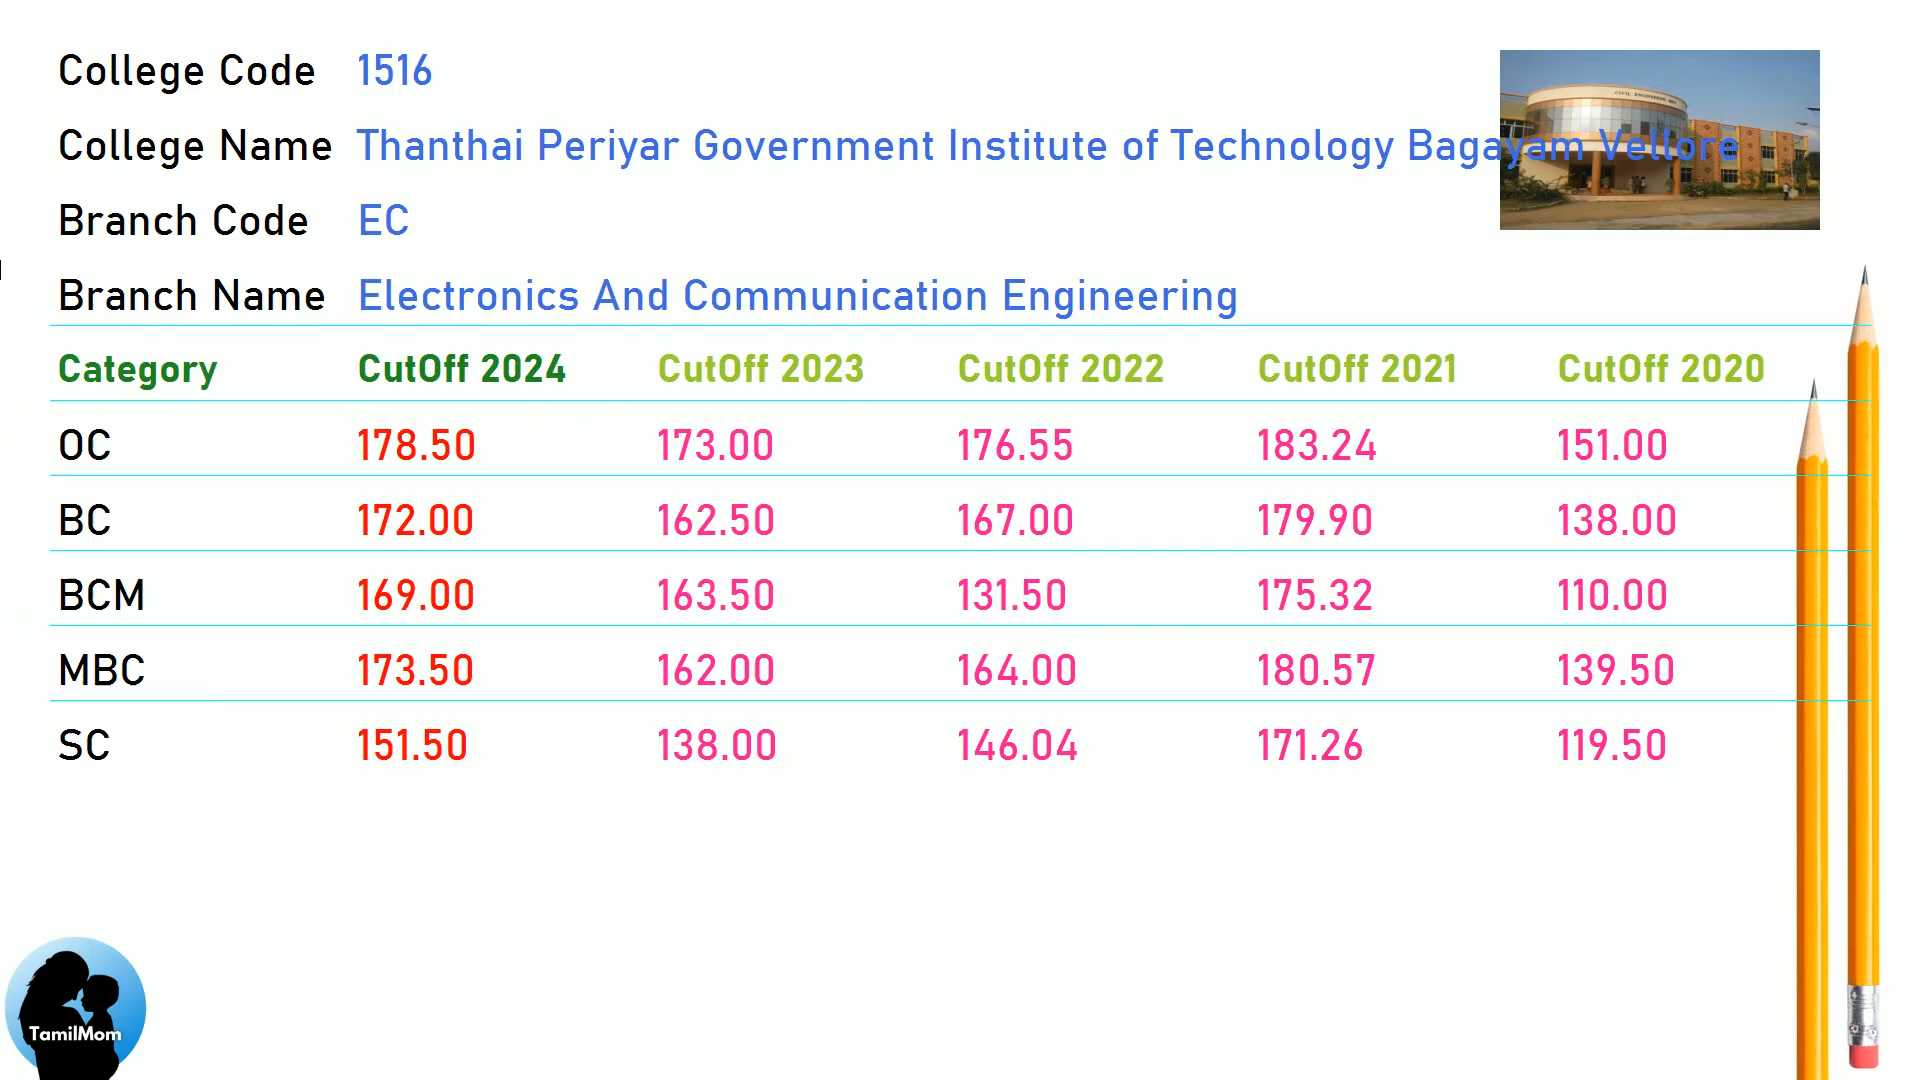 College Code 1516
College Name Thanthai Periyar Government Institute of Technology Bagayam Vellore
Branch Code EC
Branch Name Electronics And Communication Engineering
Category CutOff 2024 CutOff 2023 CutOff 2022 CutOff 2021 CutOff 2020
OC 178.50 173.00 176.55 183.24 151.00
BC 172.00 162.50 167.00 179.90 138.00
BCM 169.00 163.50 131.50 175.32 110.00
MBC 173.50 162.00 164.00 180.57 139.50
SC 151.50 138.00 146.04 171.26 119.50
TamilMom